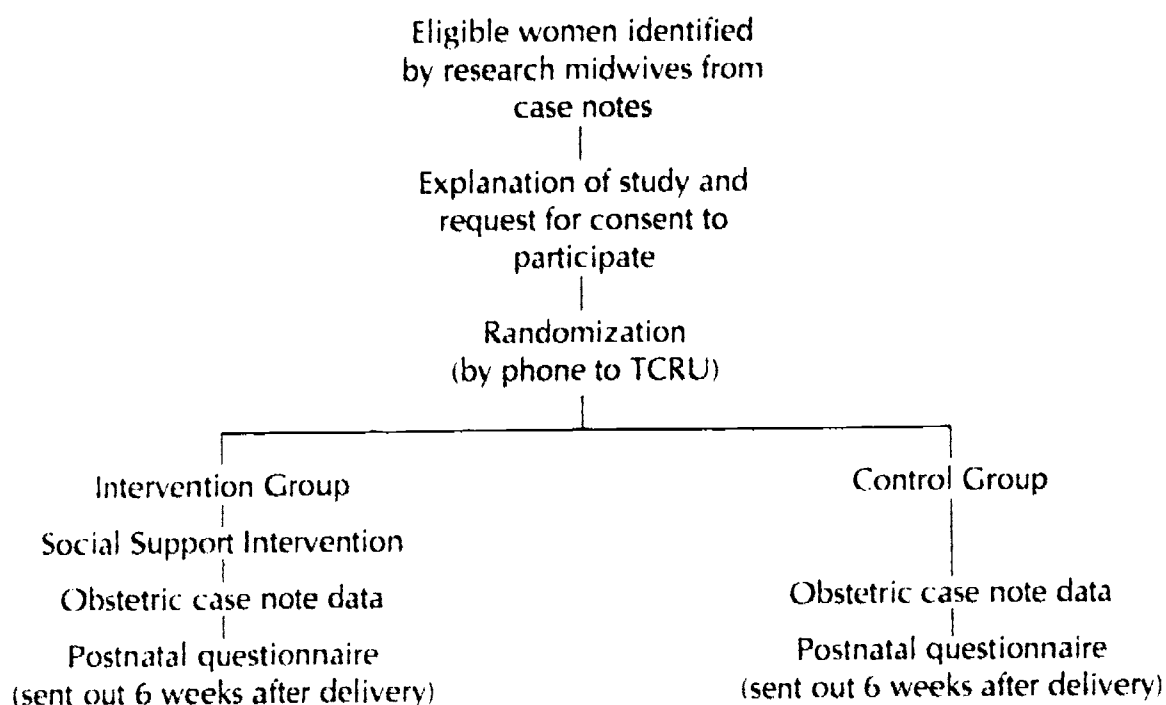 Eligible women identified
by research midwives from
case notes
Explanation of study and
request for consent to
participate
Randomization
(by phone to TCRU)
Intervention Group
Social Support Intervention
Obstetric case note data
Postnatal questionnaire
(sent out 6 weeks after delivery)
Control Group
Obstetric case note data
Postnatal questionnaire
(sent out 6 weeks after delivery)